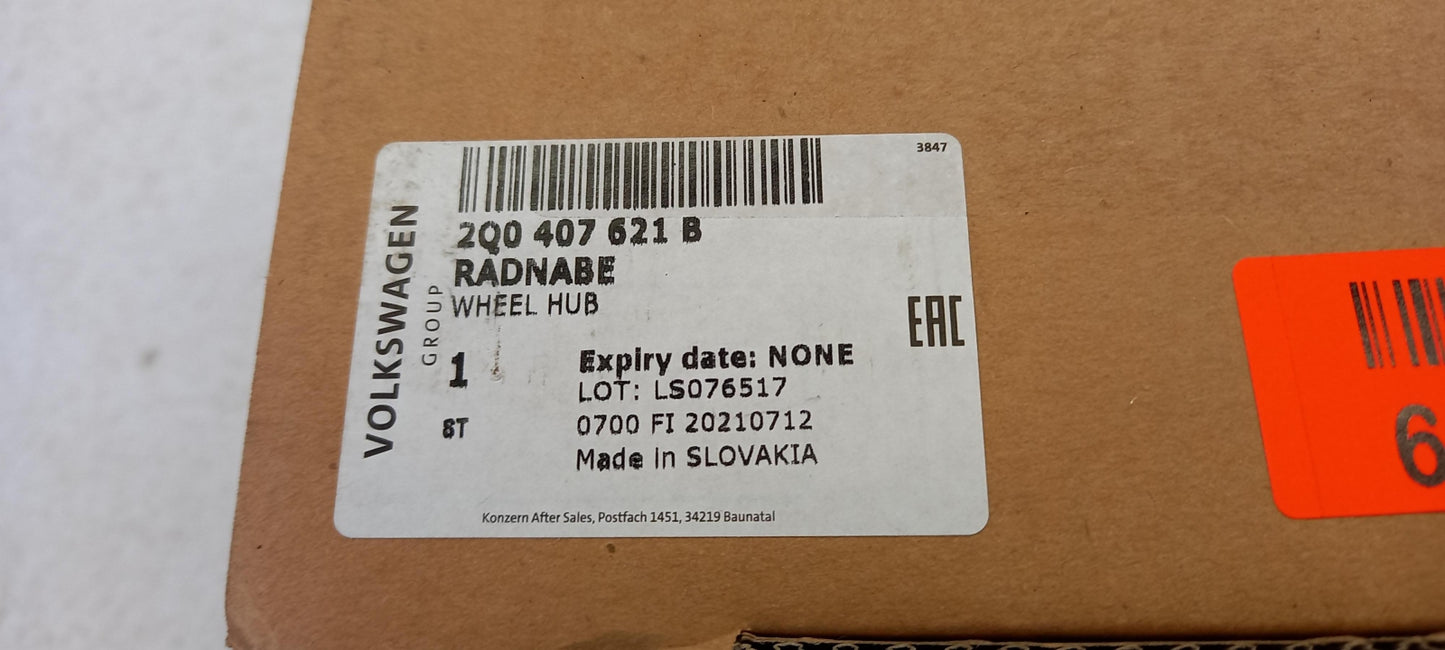 3847
2Q0 407 621 B
RADNABE
WHEEL HUB
VOLKSWAGEN
GROUP
EAC
1
Expiry date: NONE
LOT: LS076517
8T
0700 FI 20210712
Made in SLOVAKIA
Konzern After Sales, Postfach 1451, 34219 Baunatal
6